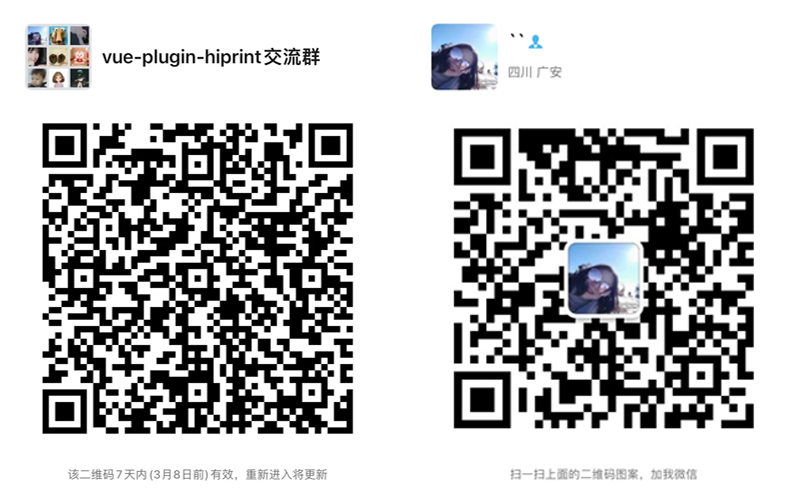 vue-plugin-hiprint交流群
``
四川 广安
该二维码7天内(3月8日前)有效，重新进入将更新
扫一扫上面的二维码图案，加我微信